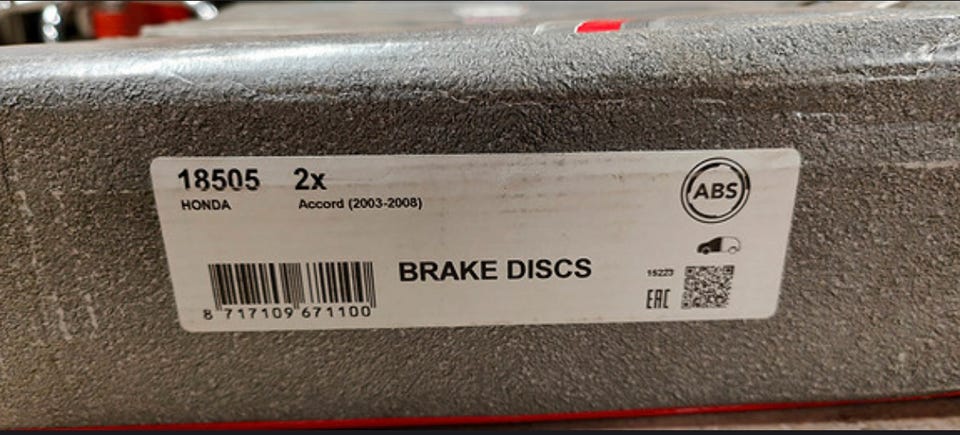 18505 2x
HONDA Accord (2003-2008)
ABS
BRAKE DISCS
15223
EAC
8 717109 671100